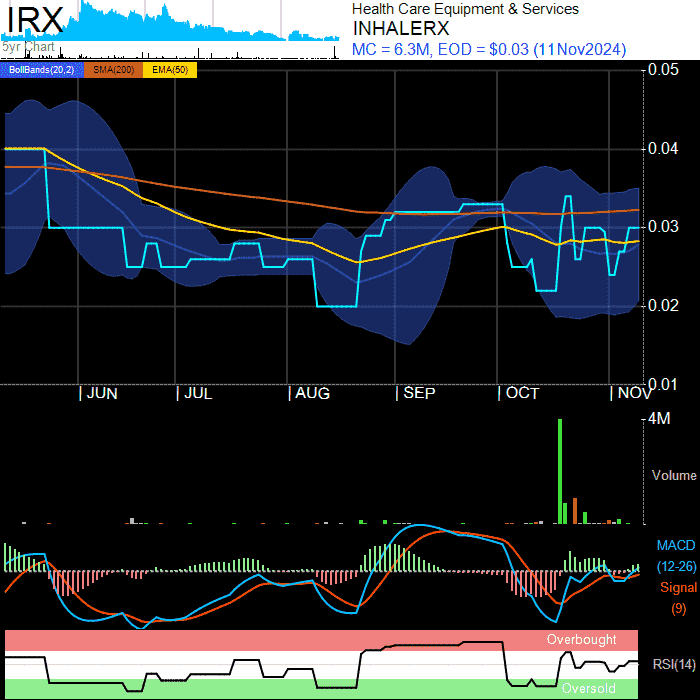 IRX
5yr Chart
Health Care Equipment & Services
INHALERX
MC = 6.3M, EOD = $0.03 (11Nov2024)
BollBands(20,2) SMA(200) EMA(50)
0.05
0.04
0.03
0.02
0.01
JUN JUL AUG SEP OCT NOV
4M
Volume
MACD
(12-26)
Signal
(9)
Overbought
RSI(14)
Oversold